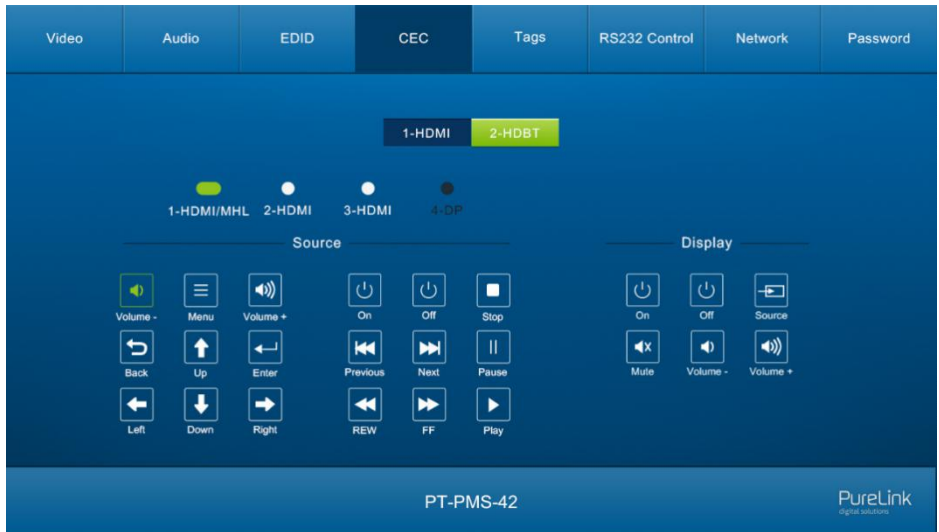 Video Audio EDID CEC Tags RS232 Control Network Password
1-HDMI 2-HDBT
1-HDMI/MHL 2-HDMI 3-HDMI 4-DP
Source Display
Volume - Menu Volume + On Off Stop On Off Source
Back Up Enter Previous Next Pause Mute Volume - Volume +
Left Down Right REW FF Play
PT-PMS-42
PureLink
digital solutions